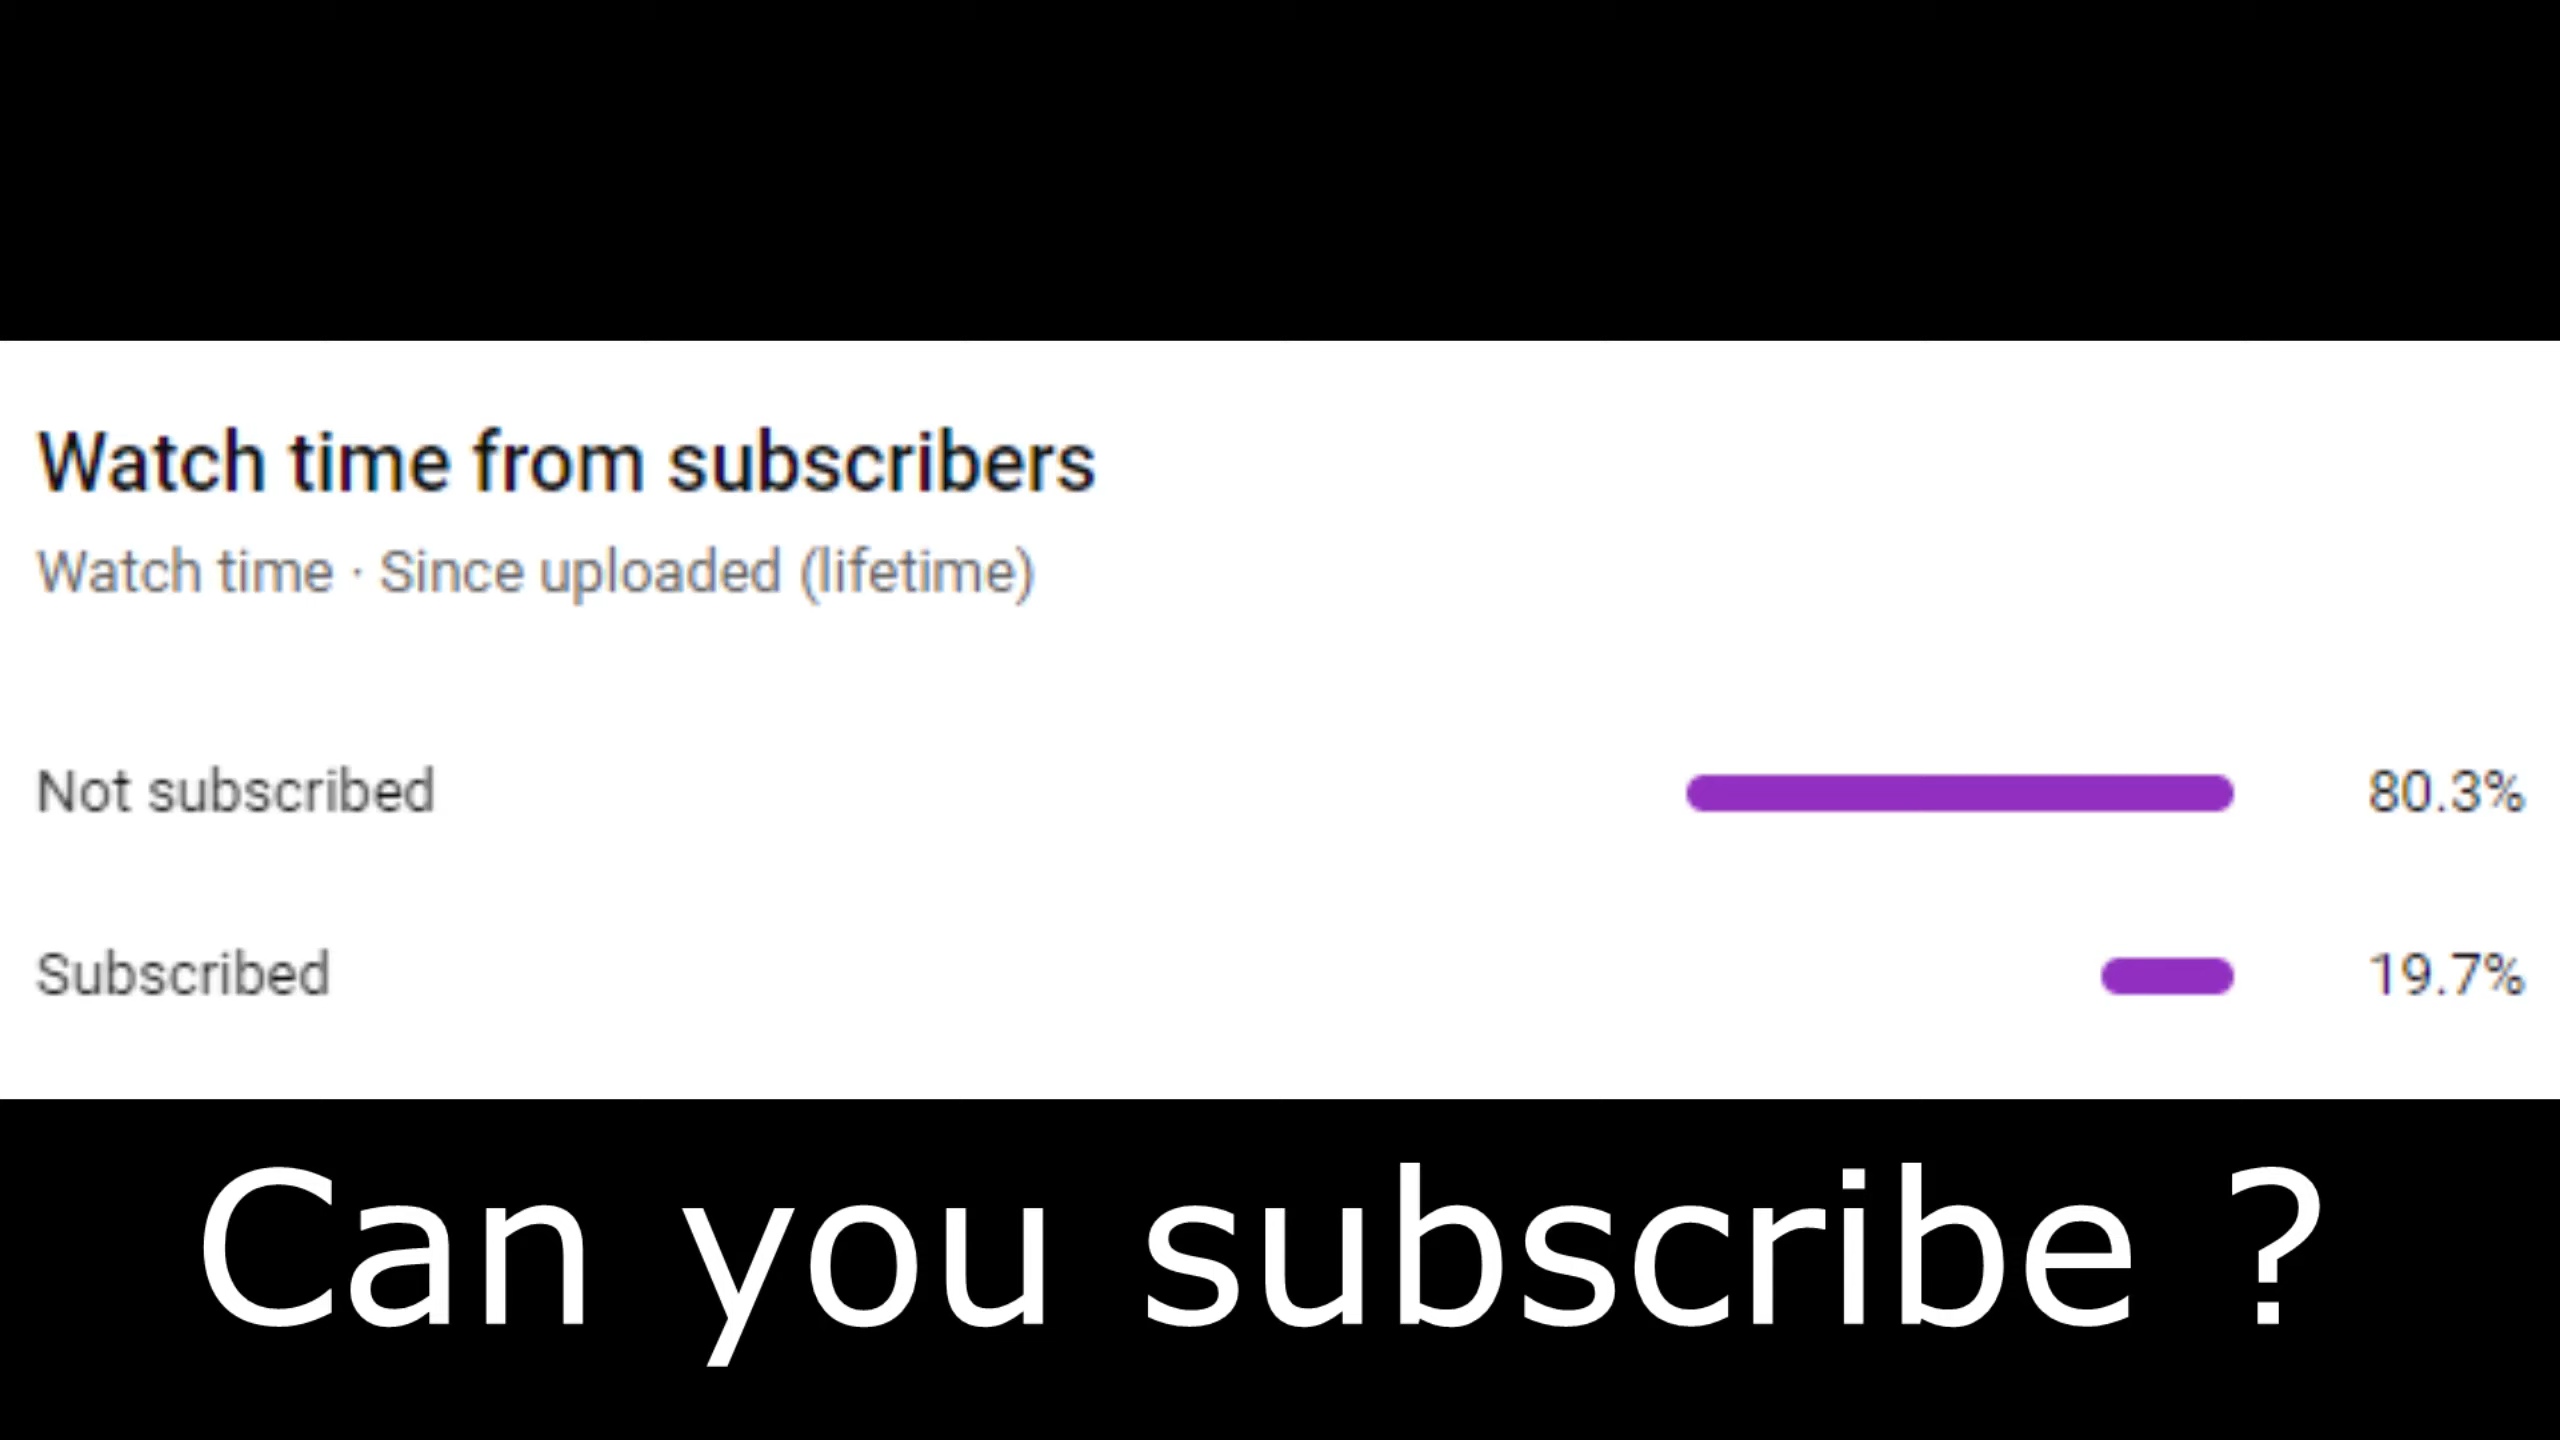 Watch time from subscribers
Watch time · Since uploaded (lifetime)
Not subscribed 80.3%
Subscribed 19.7%
Can you subscribe ?